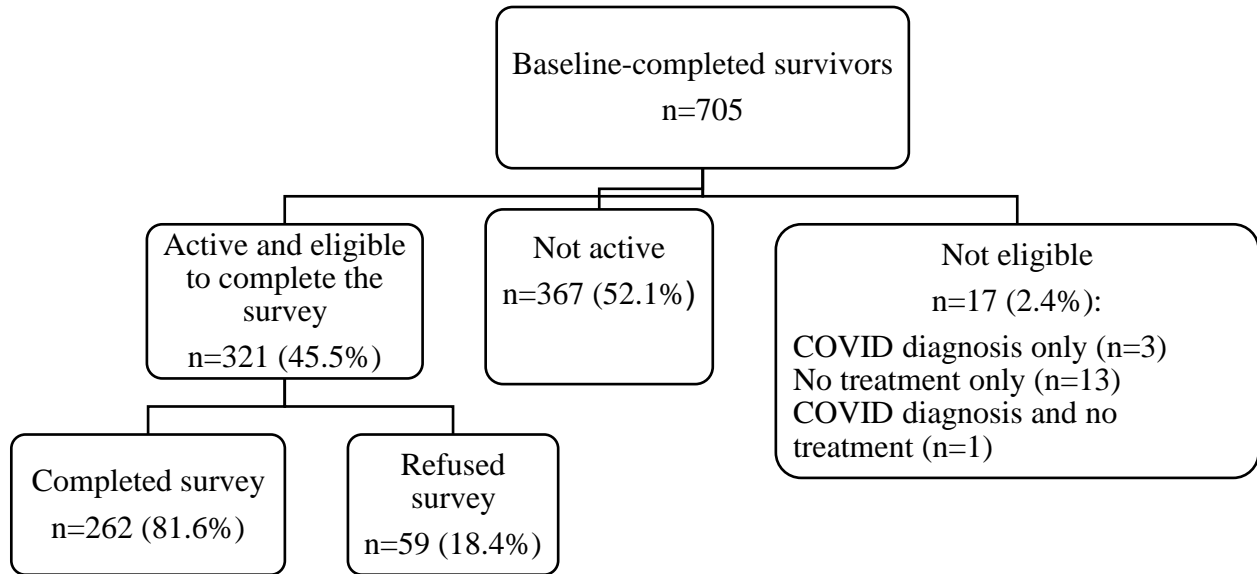 Baseline-completed survivors
n=705
Active and eligible
to complete the
survey
n=321 (45.5%)
Not active
n=367 (52.1%)
Not eligible
n=17 (2.4%):
COVID diagnosis only (n=3)
No treatment only (n=13)
COVID diagnosis and no
treatment (n=1)
Completed survey
n=262 (81.6%)
Refused
survey
n=59 (18.4%)